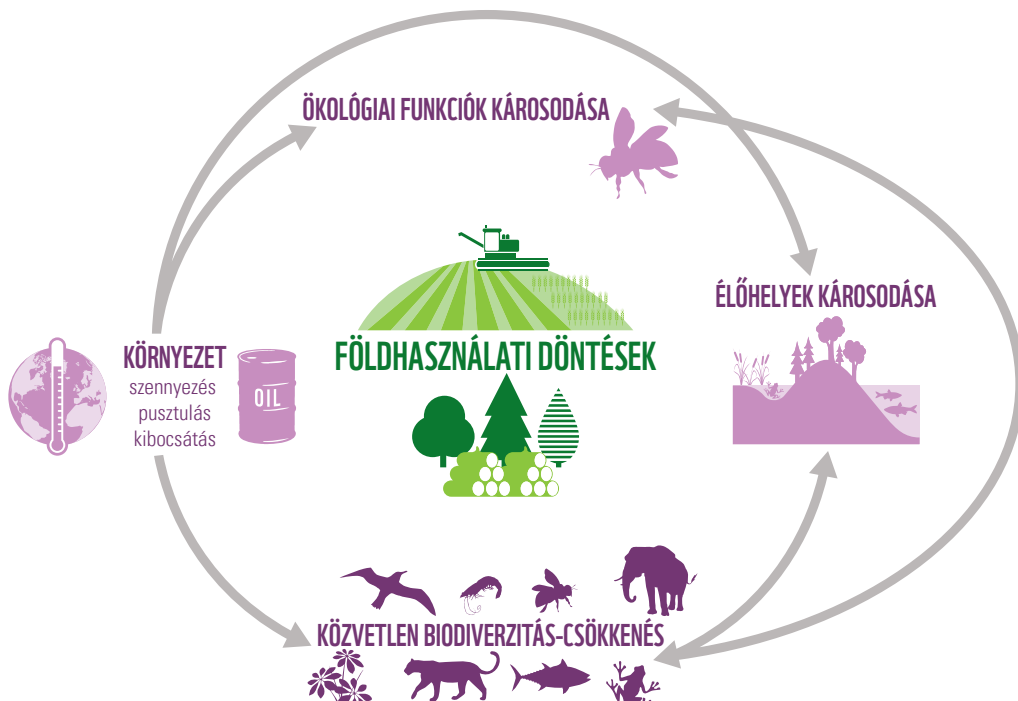 ÖKOLÓGIAI FUNKCIÓK KÁROSODÁSA
ÉLŐHELYEK KÁROSODÁSA
FÖLDHASZNÁLATI DÖNTÉSEK
KÖRNYEZET
szennyezés
pusztulás
kibocsátás
OIL
KÖZVETLEN BIODIVERZITÁS-CSÖKKENÉS